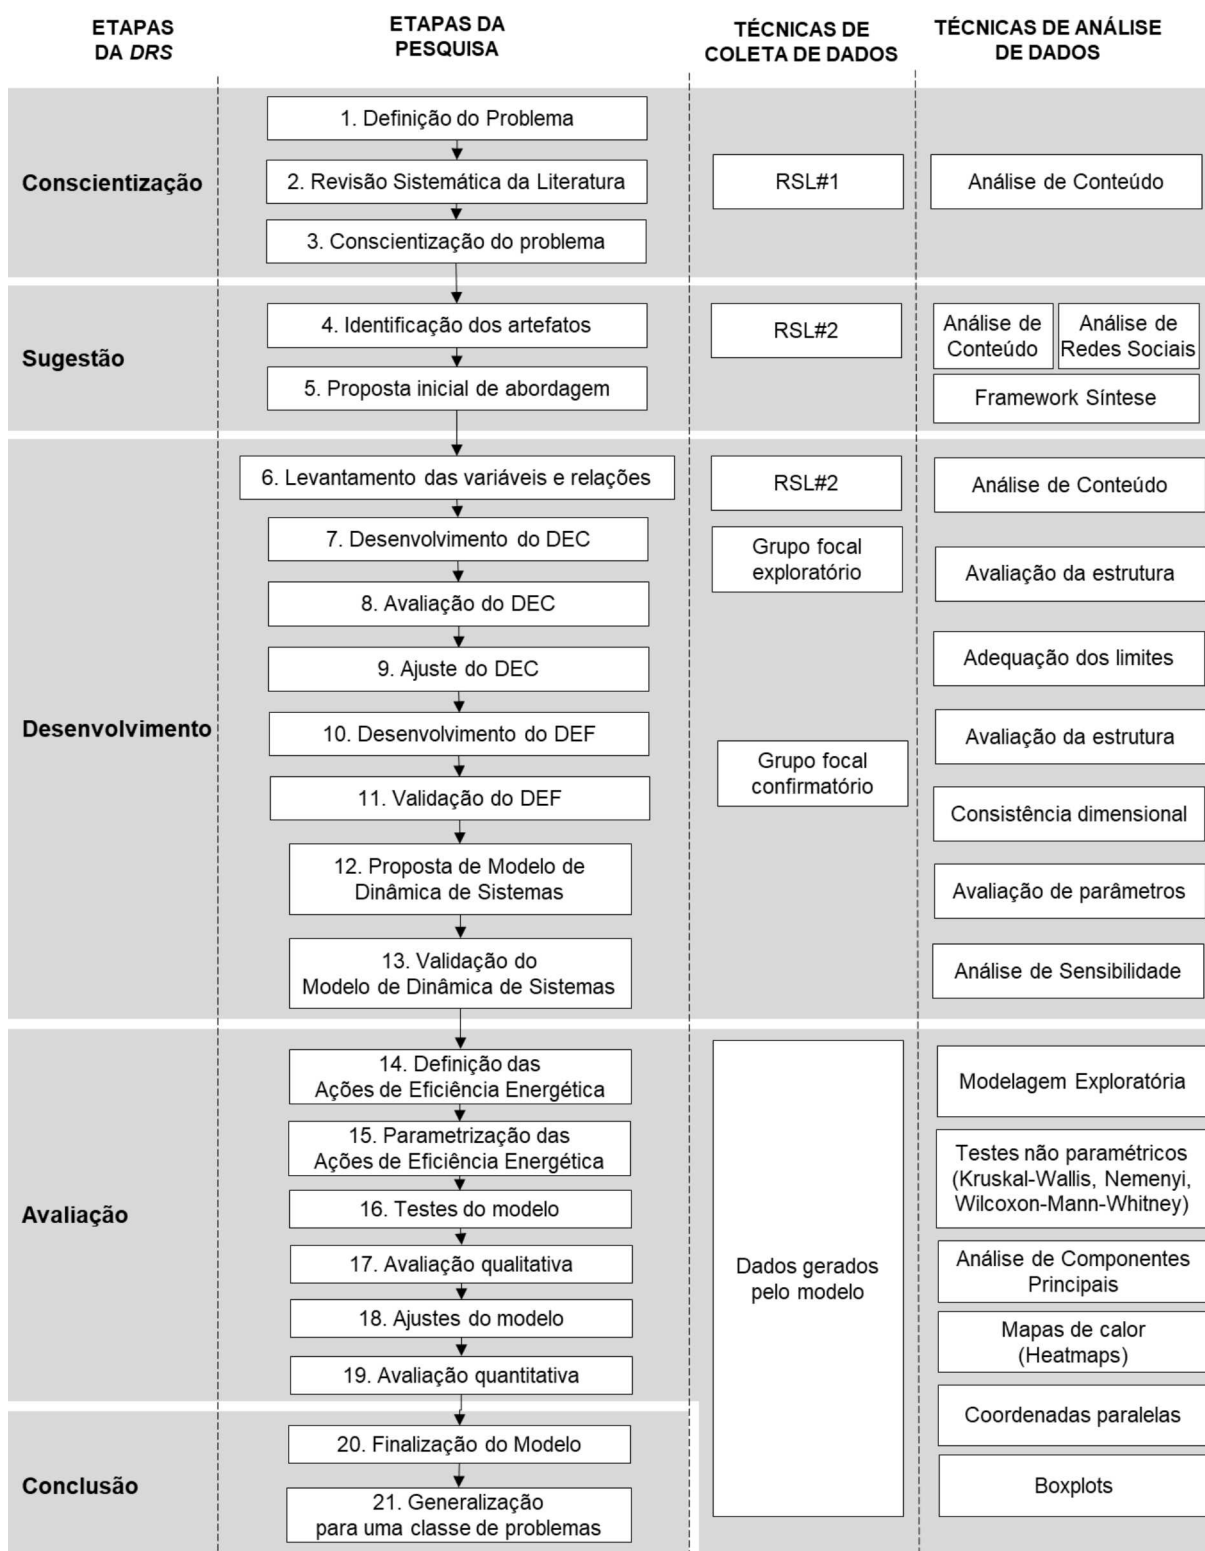 ETAPAS
DA DRS
ETAPAS DA
PESQUISA
TÉCNICAS DE
COLETA DE DADOS
TÉCNICAS DE ANÁLISE
DE DADOS
Conscientização
1. Definição do Problema
2. Revisão Sistemática da Literatura
3. Conscientização do problema
RSL#1
Análise de Conteúdo
Sugestão
4. Identificação dos artefatos
5. Proposta inicial de abordagem
RSL#2
Análise de
Conteúdo
Análise de
Redes Sociais
Framework Síntese
Desenvolvimento
6. Levantamento das variáveis e relações
7. Desenvolvimento do DEC
8. Avaliação do DEC
9. Ajuste do DEC
10. Desenvolvimento do DEF
11. Validação do DEF
12. Proposta de Modelo de
Dinâmica de Sistemas
13. Validação do
Modelo de Dinâmica de Sistemas
RSL#2
Grupo focal
exploratório
Grupo focal
confirmatório
Análise de Conteúdo
Avaliação da estrutura
Adequação dos limites
Avaliação da estrutura
Consistência dimensional
Avaliação de parâmetros
Análise de Sensibilidade
Avaliação
14. Definição das
Ações de Eficiência Energética
15. Parametrização das
Ações de Eficiência Energética
16. Testes do modelo
17. Avaliação qualitativa
18. Ajustes do modelo
19. Avaliação quantitativa
Dados gerados
pelo modelo
Modelagem Exploratória
Testes não paramétricos
(Kruskal-Wallis, Nemenyi,
Wilcoxon-Mann-Whitney)
Análise de Componentes
Principais
Mapas de calor
(Heatmaps)
Coordenadas paralelas
Boxplots
Conclusão
20. Finalização do Modelo
21. Generalização
para uma classe de problemas